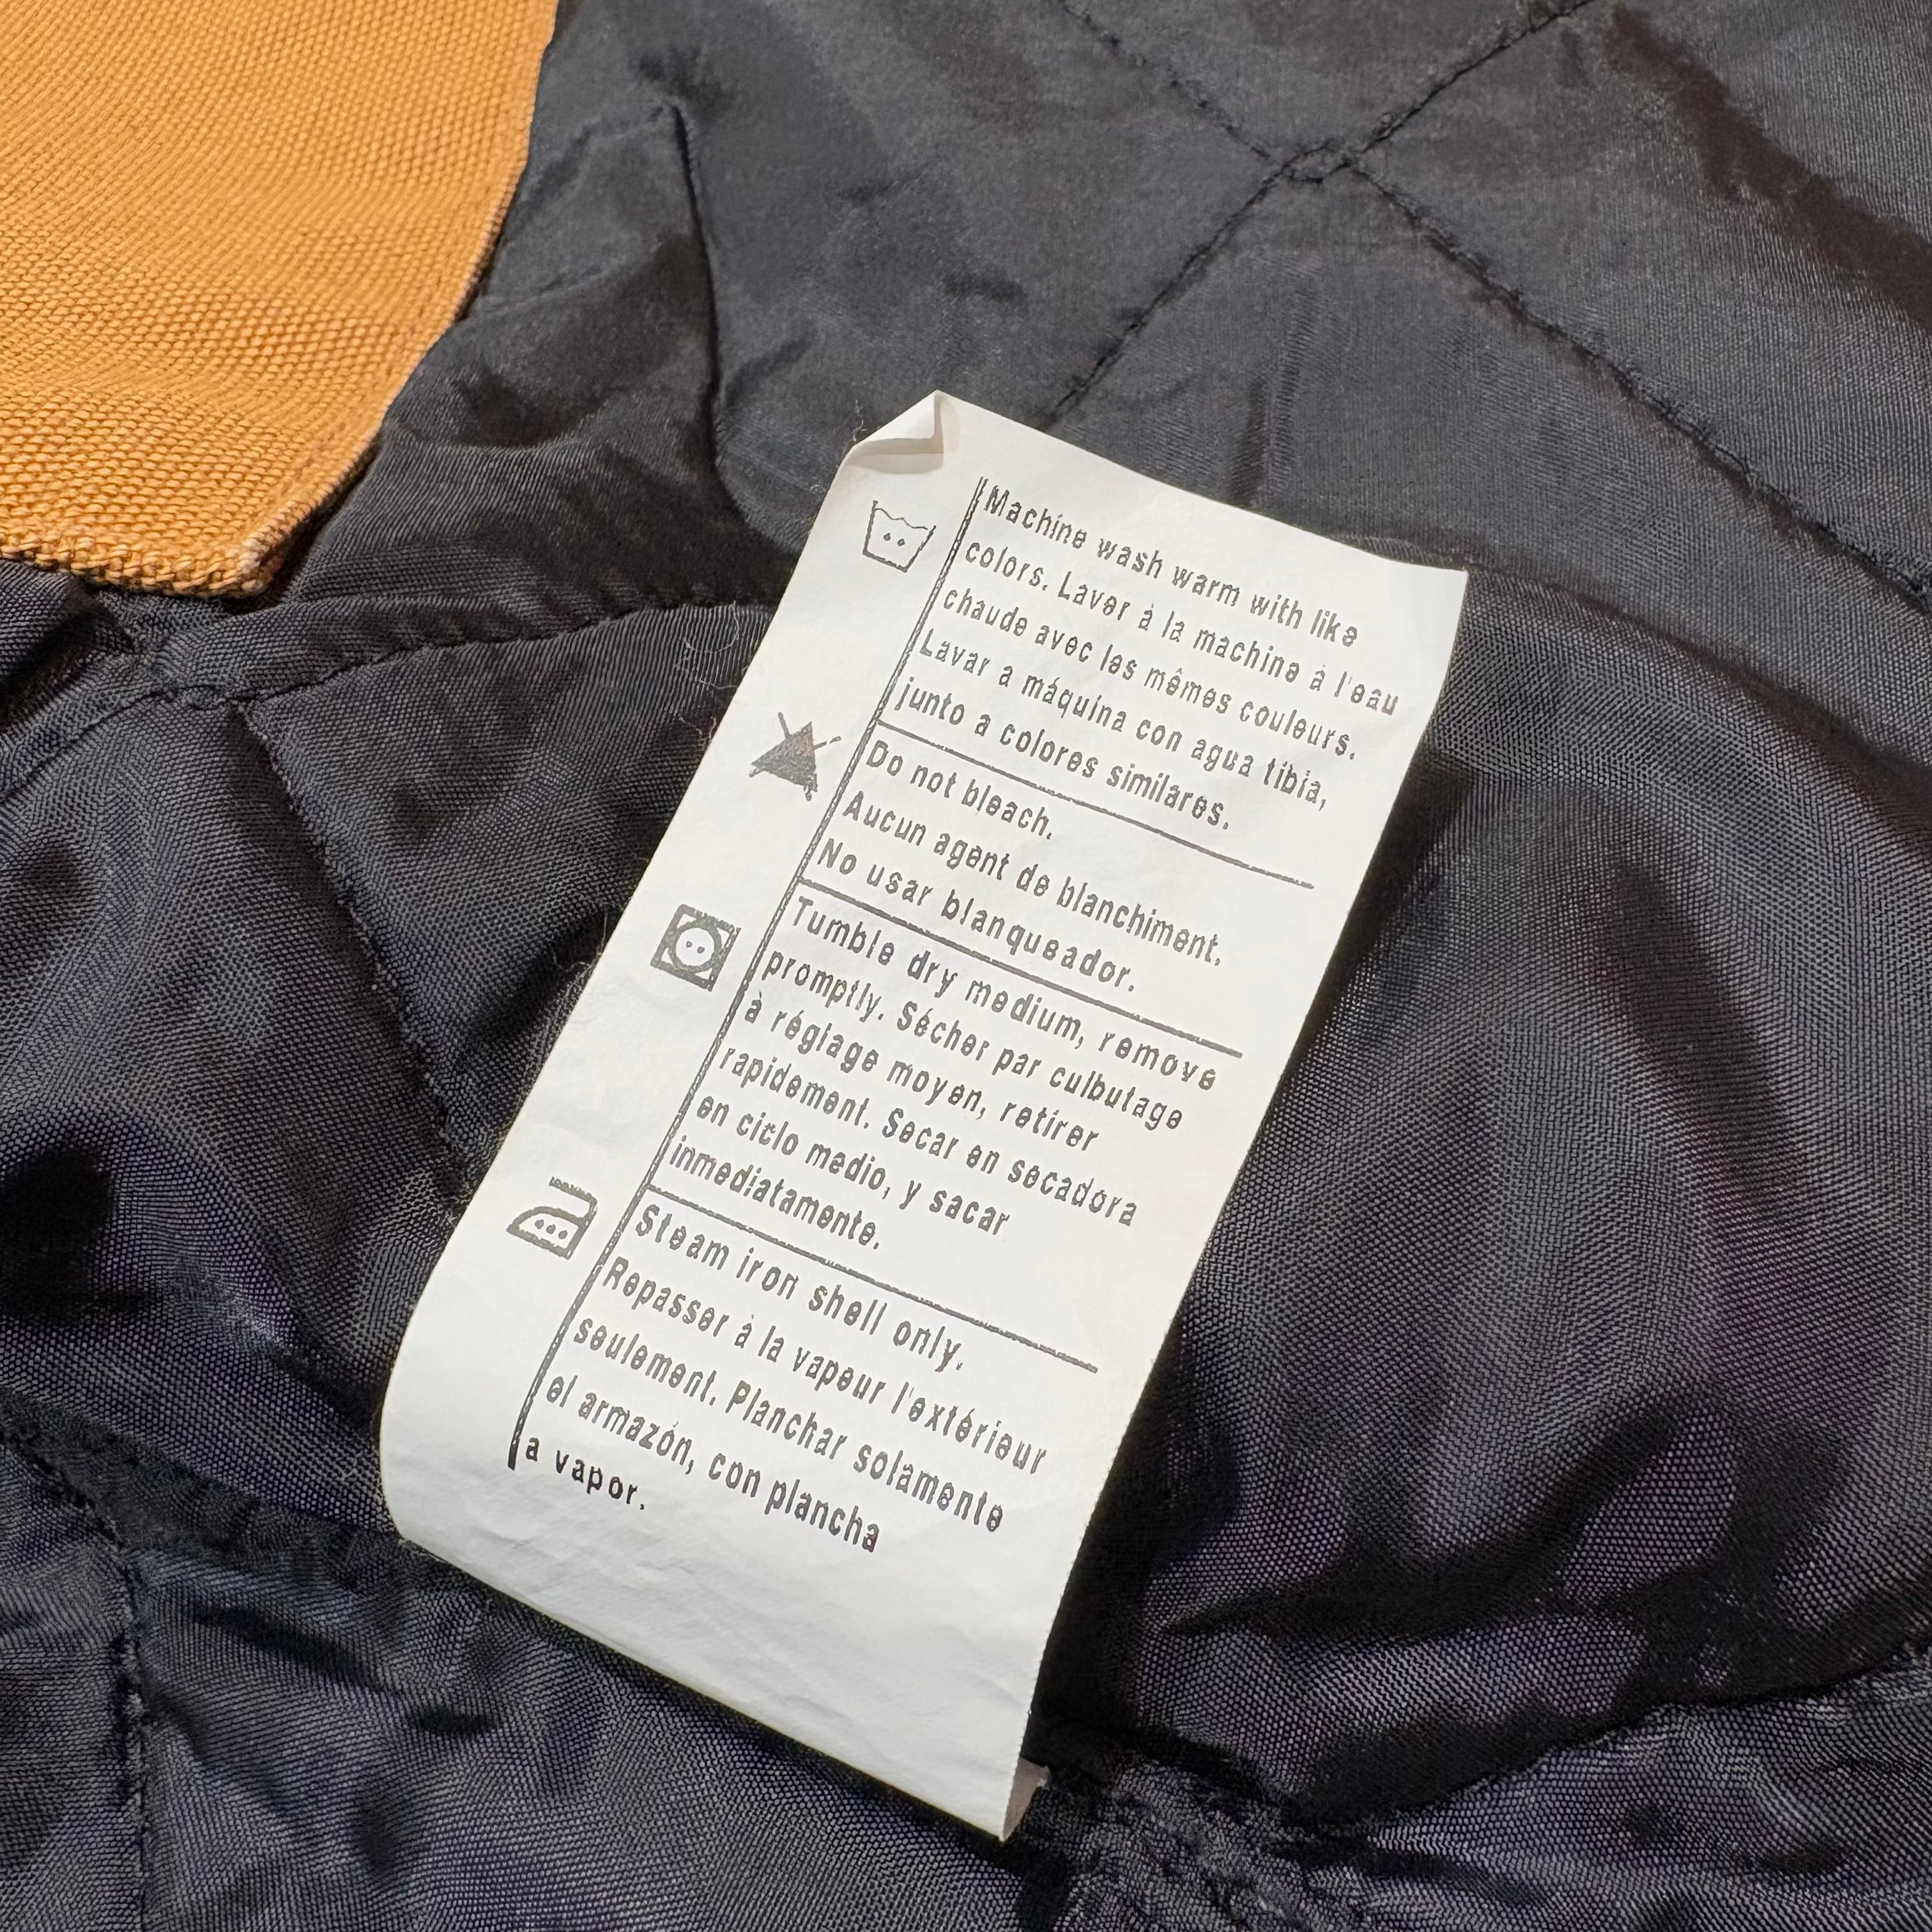 Machine wash warm with like
colors. Laver à la machine à l'eau
chaude avec les mêmes couleurs.
Lavar a máquina con agua tibia,
junto a colores similares.
Do not bleach.
Aucun agent de blanchiment.
No usar blanqueador.
Tumble dry medium, remove
promptly. Sécher par culbutage
à réglage moyen, retirer
rapidement. Secar en secadora
en ciclo medio, y sacar
inmediatamente.
Steam iron shell only.
Repasser à la vapeur l'extérieur
seulement. Planchar solamente
el armazón, con plancha
a vapor.